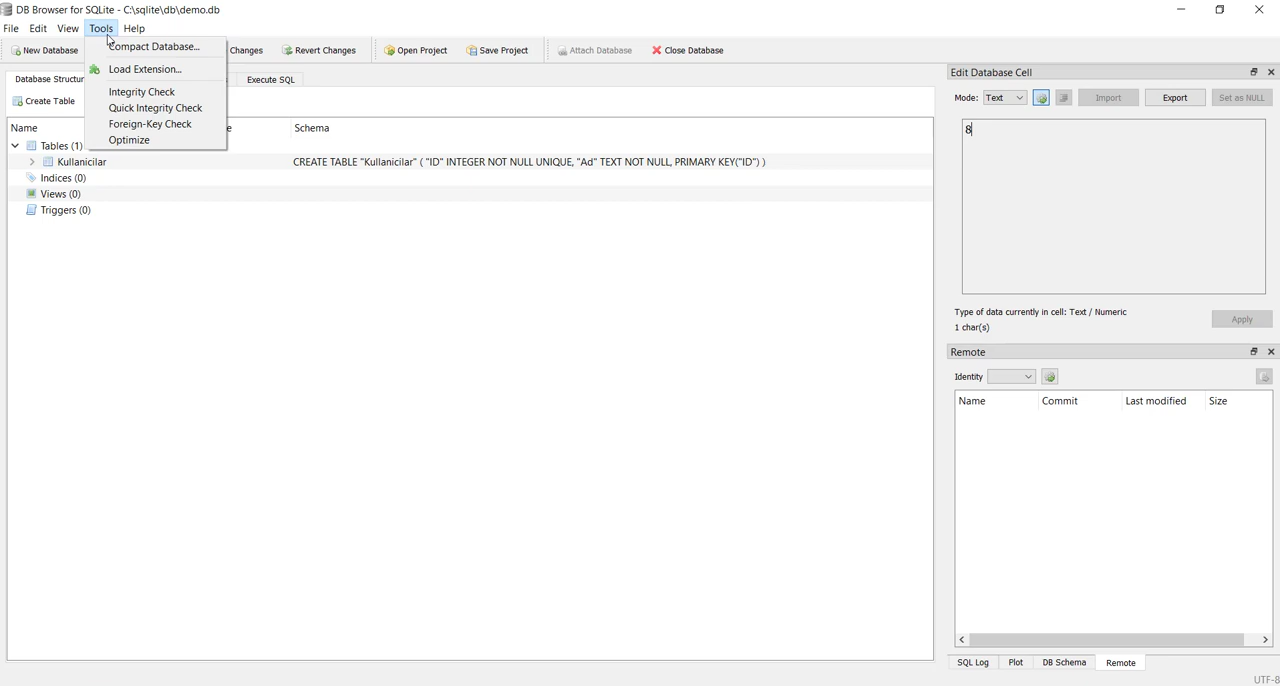 DB Browser for SQLite - C:\sqlite\db\demo.db
File Edit View Tools Help
New Database Changes Revert Changes Open Project Save Project Attach Database Close Database
Compact Database...
Load Extension...
Integrity Check
Quick Integrity Check
Foreign-Key Check
Optimize
Execute SQL
Create Table
Name Schema
Tables (1)
Kullanicilar CREATE TABLE "Kullanicilar" ( "ID" INTEGER NOT NULL UNIQUE, "Ad" TEXT NOT NULL, PRIMARY KEY("ID") )
Indices (0)
Views (0)
Triggers (0)
Edit Database Cell
Mode: Text Import Export Set as NULL
8
Type of data currently in cell: Text / Numeric
1 char(s)
Apply
Remote
Identity
Name Commit Last modified Size
SQL Log Plot DB Schema Remote
UTF-8